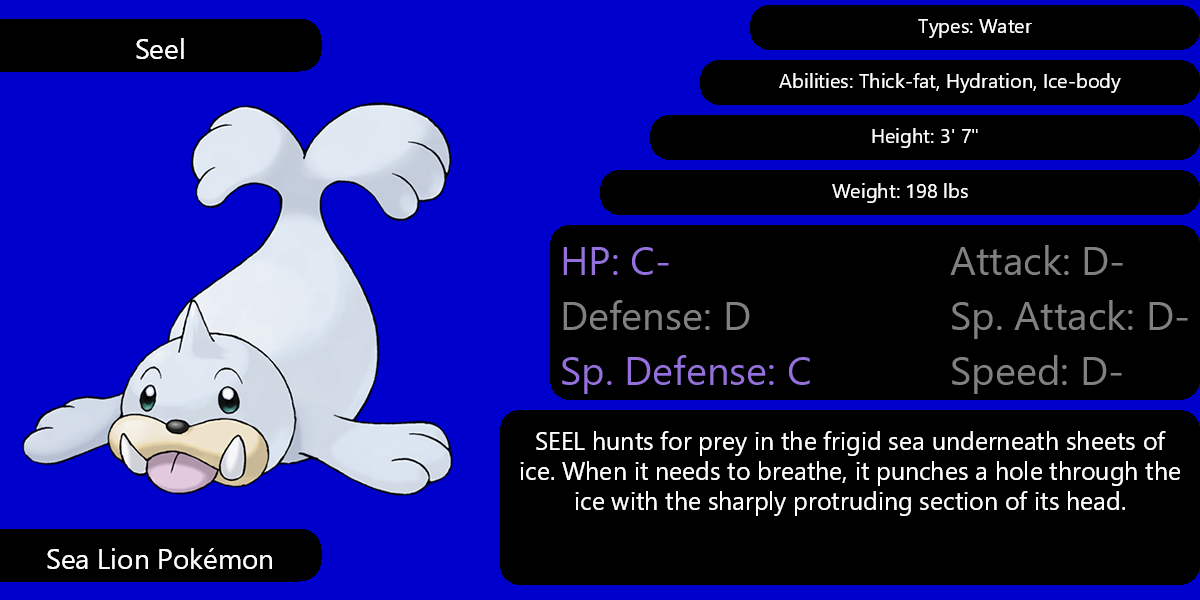 Seel
Types: Water
Abilities: Thick-fat, Hydration, Ice-body
Height: 3' 7"
Weight: 198 lbs
HP: C-
Attack: D-
Defense: D
Sp. Attack: D-
Sp. Defense: C
Speed: D-
SEEL hunts for prey in the frigid sea underneath sheets of
ice. When it needs to breathe, it punches a hole through the
ice with the sharply protruding section of its head.
Sea Lion Pokémon